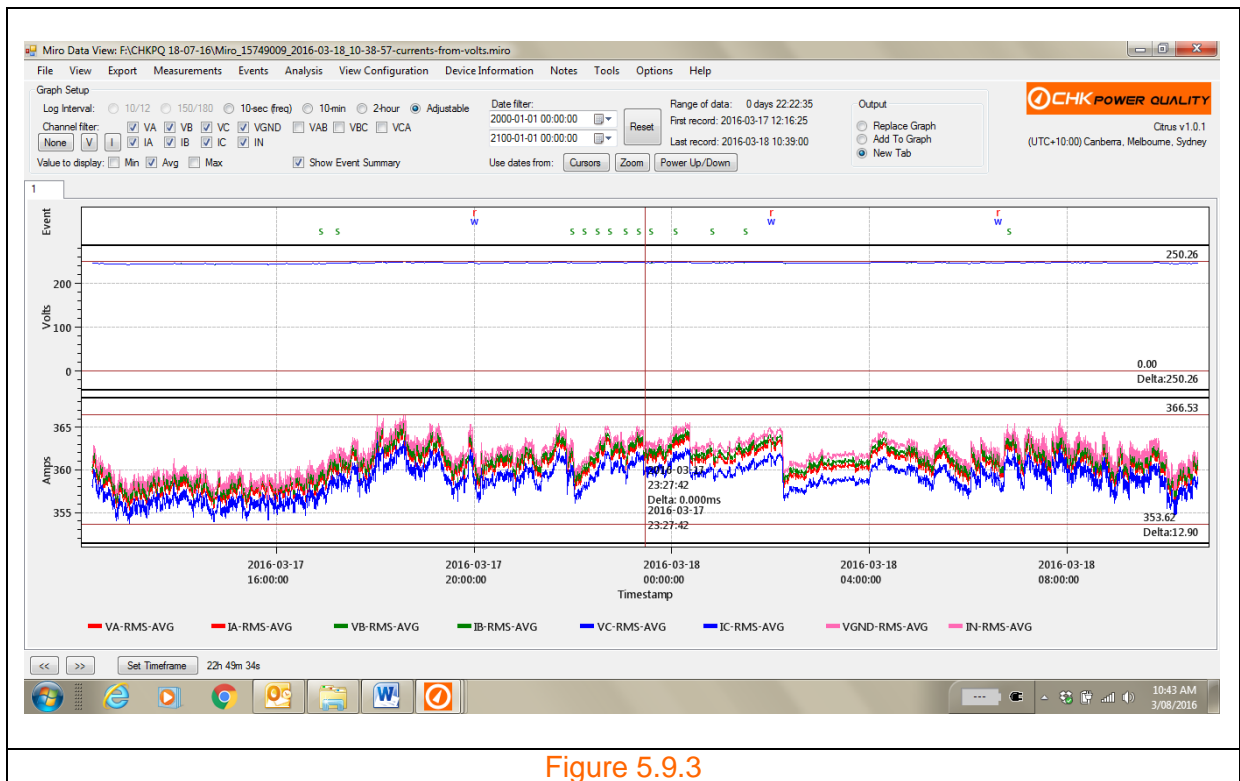 Miro Data View: F:\CHKPQ 18-07-16\Miro_15749009_2016-03-18_10-38-57-currents-from-volts.miro
File View Export Measurements Events Analysis View Configuration Device Information Notes Tools Options Help
Graph Setup
Log Interval: 10/12 150/180 10-sec (freq) 10-min 2-hour Adjustable
Channel filter: VA VB VC VGND VAB VBC VCA
None V I IA IB IC IN
Value to display: Min Avg Max Show Event Summary
Date filter:
2000-01-01 00:00:00
2100-01-01 00:00:00
Reset
Use dates from: Cursors Zoom Power Up/Down
Range of data: 0 days 22:22:35
First record: 2016-03-17 12:16:25
Last record: 2016-03-18 10:39:00
Output
Replace Graph
Add To Graph
New Tab
CHK POWER QUALITY
Citrus v1.0.1
(UTC+10:00) Canberra, Melbourne, Sydney
1
Event
r r r
w w w
s s s s s s s s s s s s s
Volts
200
100
0
250.26
0.00
Delta:250.26
Amps
365
360
355
366.53
2016-03-17
23:27:42
Delta: 0.000ms
2016-03-17
23:27:42
353.62
Delta:12.90
2016-03-17 2016-03-17 2016-03-18 2016-03-18 2016-03-18
16:00:00 20:00:00 00:00:00 04:00:00 08:00:00
Timestamp
VA-RMS-AVG IA-RMS-AVG VB-RMS-AVG IB-RMS-AVG VC-RMS-AVG IC-RMS-AVG VGND-RMS-AVG IN-RMS-AVG
<< >> Set Timeframe 22h 49m 34s
10:43 AM
3/08/2016
Figure 5.9.3